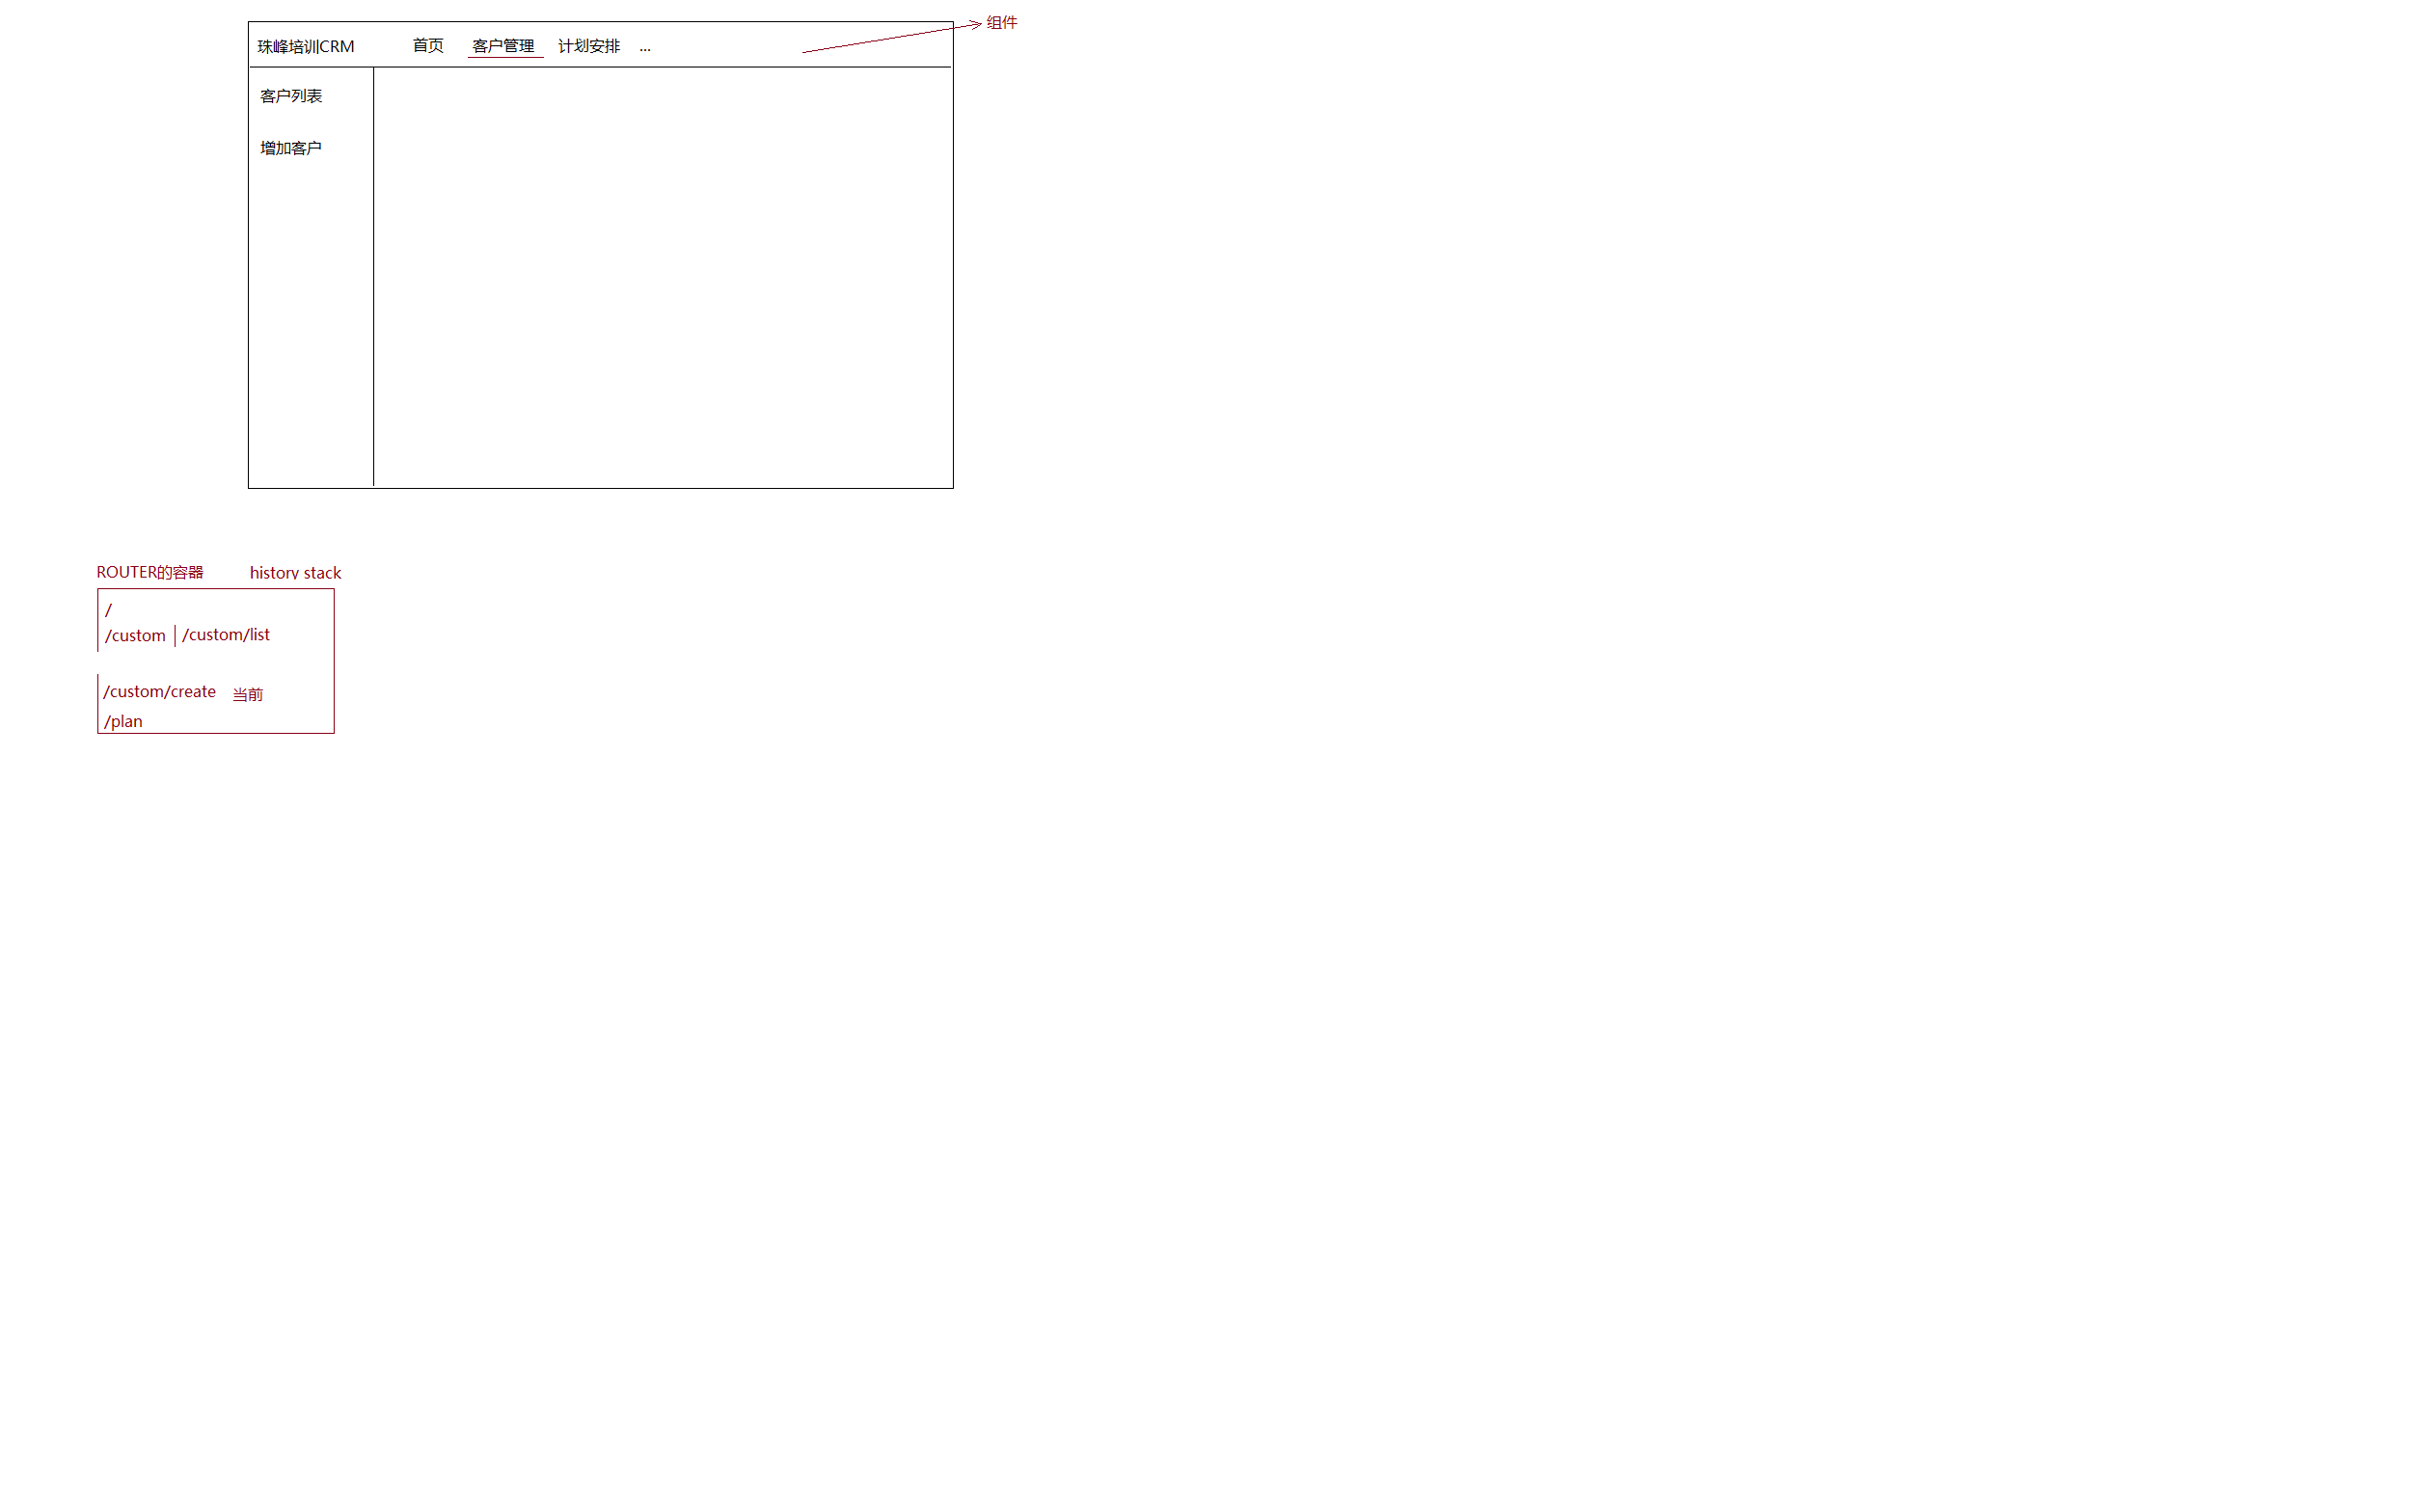 组件
珠峰培训CRM 首页 客户管理 计划安排 ...
客户列表
增加客户
ROUTER的容器 history stack
/
/custom /custom/list
/custom/create 当前
/plan